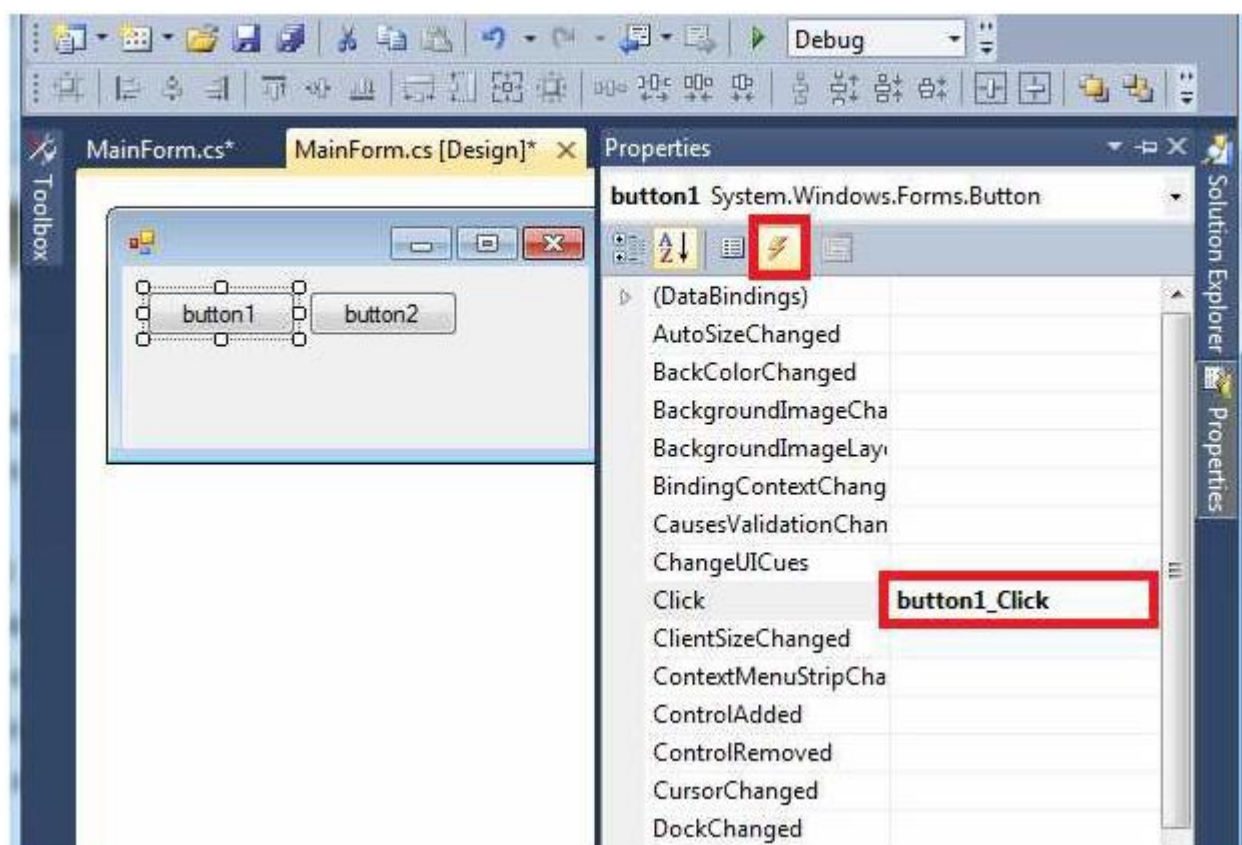 Debug
MainForm.cs*
MainForm.cs [Design]*
Properties
Toolbox
button1 System.Windows.Forms.Button
Solution Explorer
Properties
button1
button2
(DataBindings)
AutoSizeChanged
BackColorChanged
BackgroundImageCha
BackgroundImageLay
BindingContextChang
CausesValidationChan
ChangeUICues
Click button1_Click
ClientSizeChanged
ContextMenuStripCha
ControlAdded
ControlRemoved
CursorChanged
DockChanged